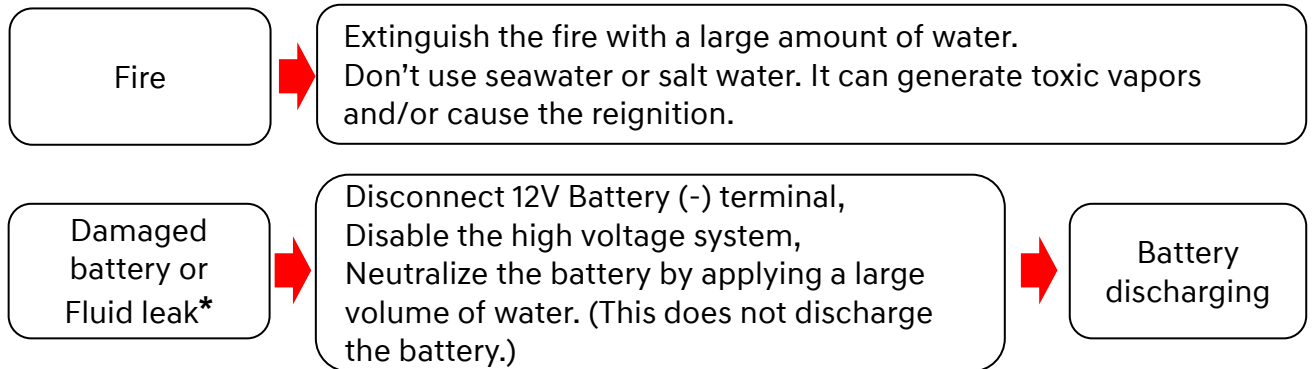 Fire
Extinguish the fire with a large amount of water.
Don’t use seawater or salt water. It can generate toxic vapors
and/or cause the reignition.
Damaged
battery or
Fluid leak*
Disconnect 12V Battery (-) terminal,
Disable the high voltage system,
Neutralize the battery by applying a large
volume of water. (This does not discharge
the battery.)
Battery
discharging